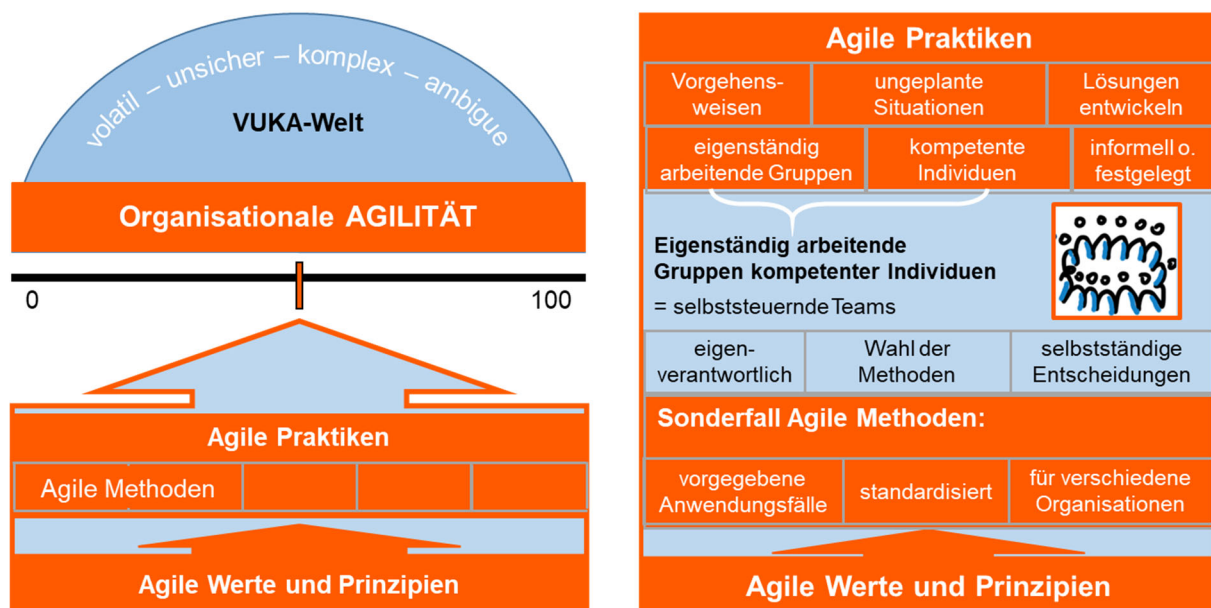 volatil – unsicher – komplex – ambigue
VUKA-Welt
Organisationale AGILITÄT
0
100
Agile Praktiken
Agile Methoden
Agile Werte und Prinzipien
Agile Praktiken
Vorgehens-
weisen
ungeplante
Situationen
Lösungen
entwickeln
eigenständig
arbeitende Gruppen
kompetente
Individuen
informell o.
festgelegt
Eigenständig arbeitende
Gruppen kompetenter Individuen
= selbststeuernde Teams
eigen-
verantwortlich
Wahl der
Methoden
selbstständige
Entscheidungen
Sonderfall Agile Methoden:
vorgegebene
Anwendungsfälle
standardisiert
für verschiedene
Organisationen
Agile Werte und Prinzipien